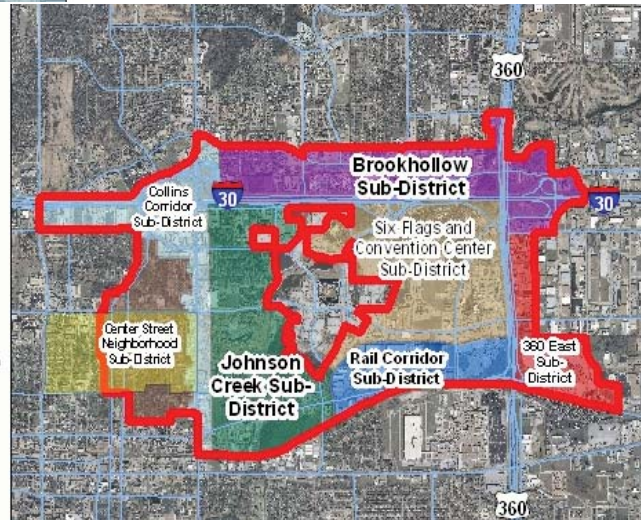 360
Brookhollow
Sub-District
Collins
Corridor
Sub-District
30
30
Six Flags and
Convention Center
Sub-District
Center Street
Neighborhood
Sub-District
Johnson
Creek Sub-
District
Rail Corridor
Sub-District
360 East
Sub-
District
360